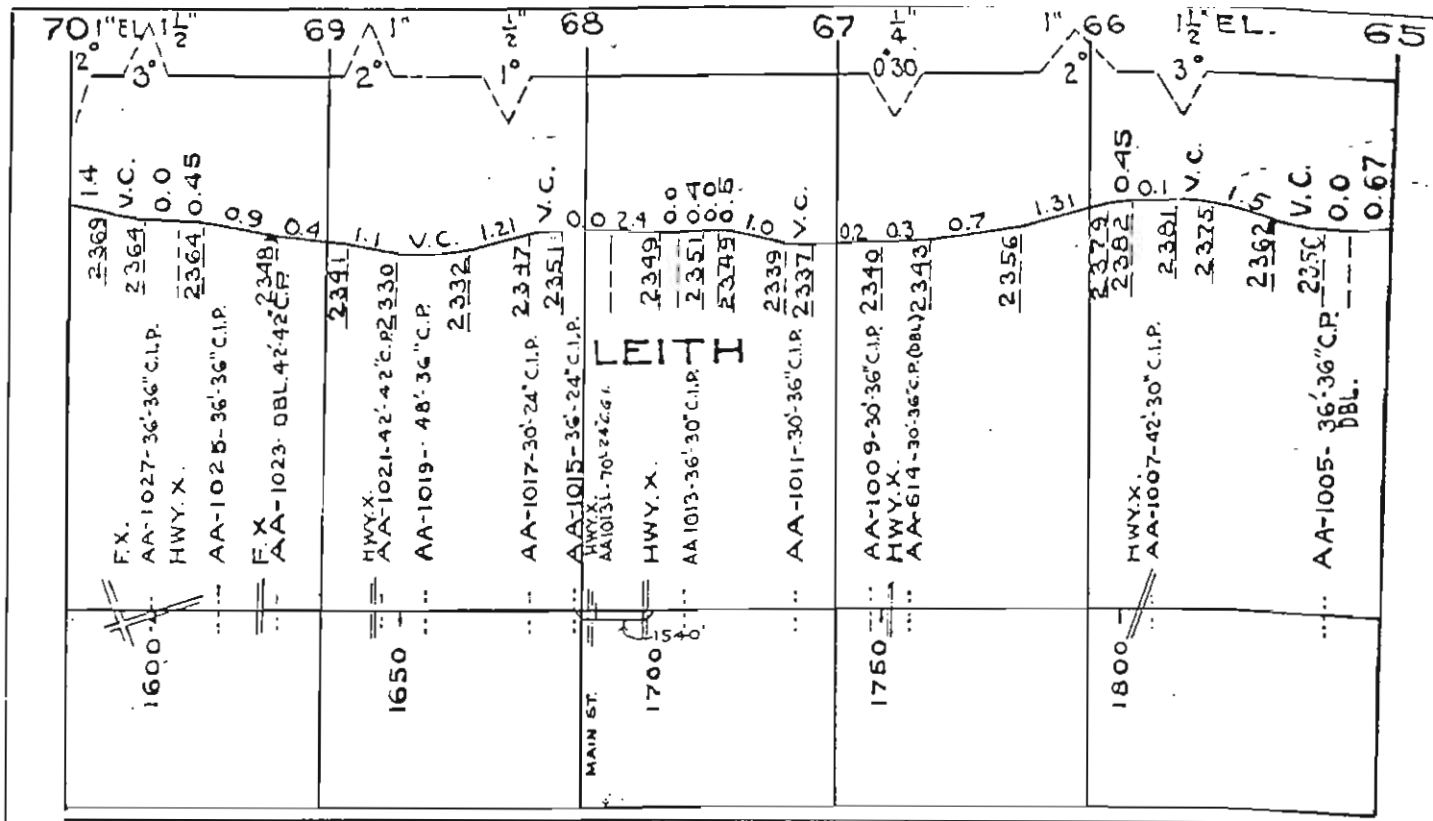 70 1" EL 1½" 69 1" ½" 68 67 ¼" 1" 66 1½" EL. 65
2° 3° 2° 1° 0°30 2° 3°
1.4 V.C. 0.0 0.45 0.9 0.4 1.1 V.C. 1.21 V.C. 0.0 2.4 0.0 1.0 V.C. 0.2 0.3 0.7 1.31 0.45 0.1 V.C. V.C. 0.0 0.67
2369 2364 2364 2348 2341 2330 2332 2347 2351 2349 2351 2349 2339 2337 2340 2343 2356 2379 2382 2381 2375 2362
LEITH
F.X.
AA-1027-36'-36" C.I.P.
HWY.X.
AA-1025-36'-36" C.I.P.
F.X
AA-1023- DBL.42'-42" C.P.
HWY.X.
AA-1021-42'-42" C.P.
AA-1019-48'-36" C.P.
AA-1017-30'-24" C.I.P.
AA-1015-36'-24" C.I.P.
HWY.X.
AA1013L-70'-24"
HWY.X.
AA1013-36'-30" C.I.P.
AA-1011-30'-36" C.I.P.
AA-1009-30'-36" C.I.P.
HWY.X.
AA-614-30'-36" C.P.(DBL)
HWY.X.
AA-1007-42'-30" C.I.P.
AA-1005-36'-36" C.P.
DBL.
1540'
1600 1650 1700 1750 1800
MAIN ST.